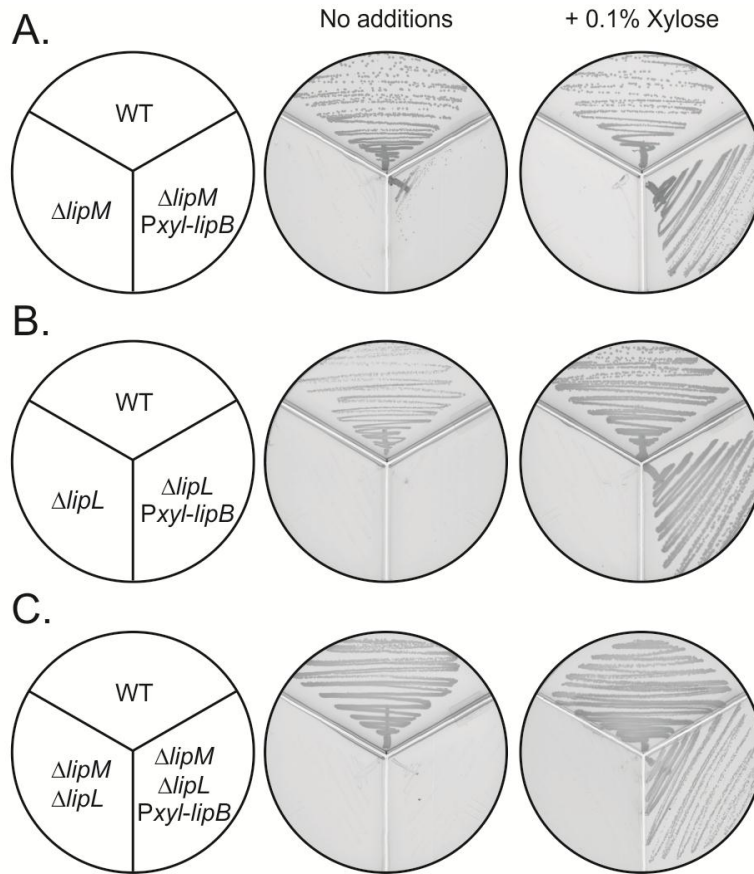 No additions
+ 0.1% Xylose
A.
WT
ΔlipM
ΔlipM
Pxyl-lipB
B.
WT
ΔlipL
ΔlipL
Pxyl-lipB
C.
WT
ΔlipM
ΔlipL
ΔlipM
ΔlipL
Pxyl-lipB